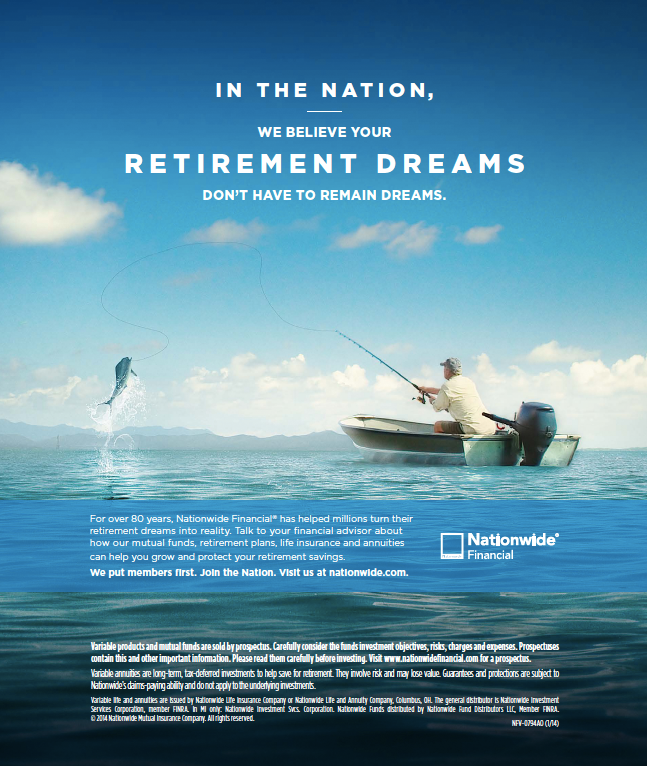 IN THE NATION,
WE BELIEVE YOUR
RETIREMENT DREAMS
DON'T HAVE TO REMAIN DREAMS.
For over 80 years, Nationwide Financial® has helped millions turn their
retirement dreams into reality. Talk to your financial advisor about
how our mutual funds, retirement plans, life insurance and annuities
can help you grow and protect your retirement savings.
We put members first. Join the Nation. Visit us at nationwide.com.
Nationwide®
Financial
Variable products and mutual funds are sold by prospectus. Carefully consider the funds investment objectives, risks, charges and expenses. Prospectuses
contain this and other important information. Please read them carefully before investing. Visit www.nationwidefinancial.com for a prospectus.
Variable annuities are long-term, tax-deferred investments to help save for retirement. They involve risk and may lose value. Guarantees and protections are subject to
Nationwide's claims-paying ability and do not apply to the underlying investments.
Variable life and annuities are issued by Nationwide Life Insurance Company or Nationwide Life and Annuity Company, Columbus, OH. The general distributor is Nationwide Investment
Services Corporation, member FINRA. In MI only: Nationwide Investment Svcs. Corporation. Nationwide Funds distributed by Nationwide Fund Distributors LLC, Member FINRA.
© 2014 Nationwide Mutual Insurance Company. All rights reserved.
NFV-0794AO (1/14)